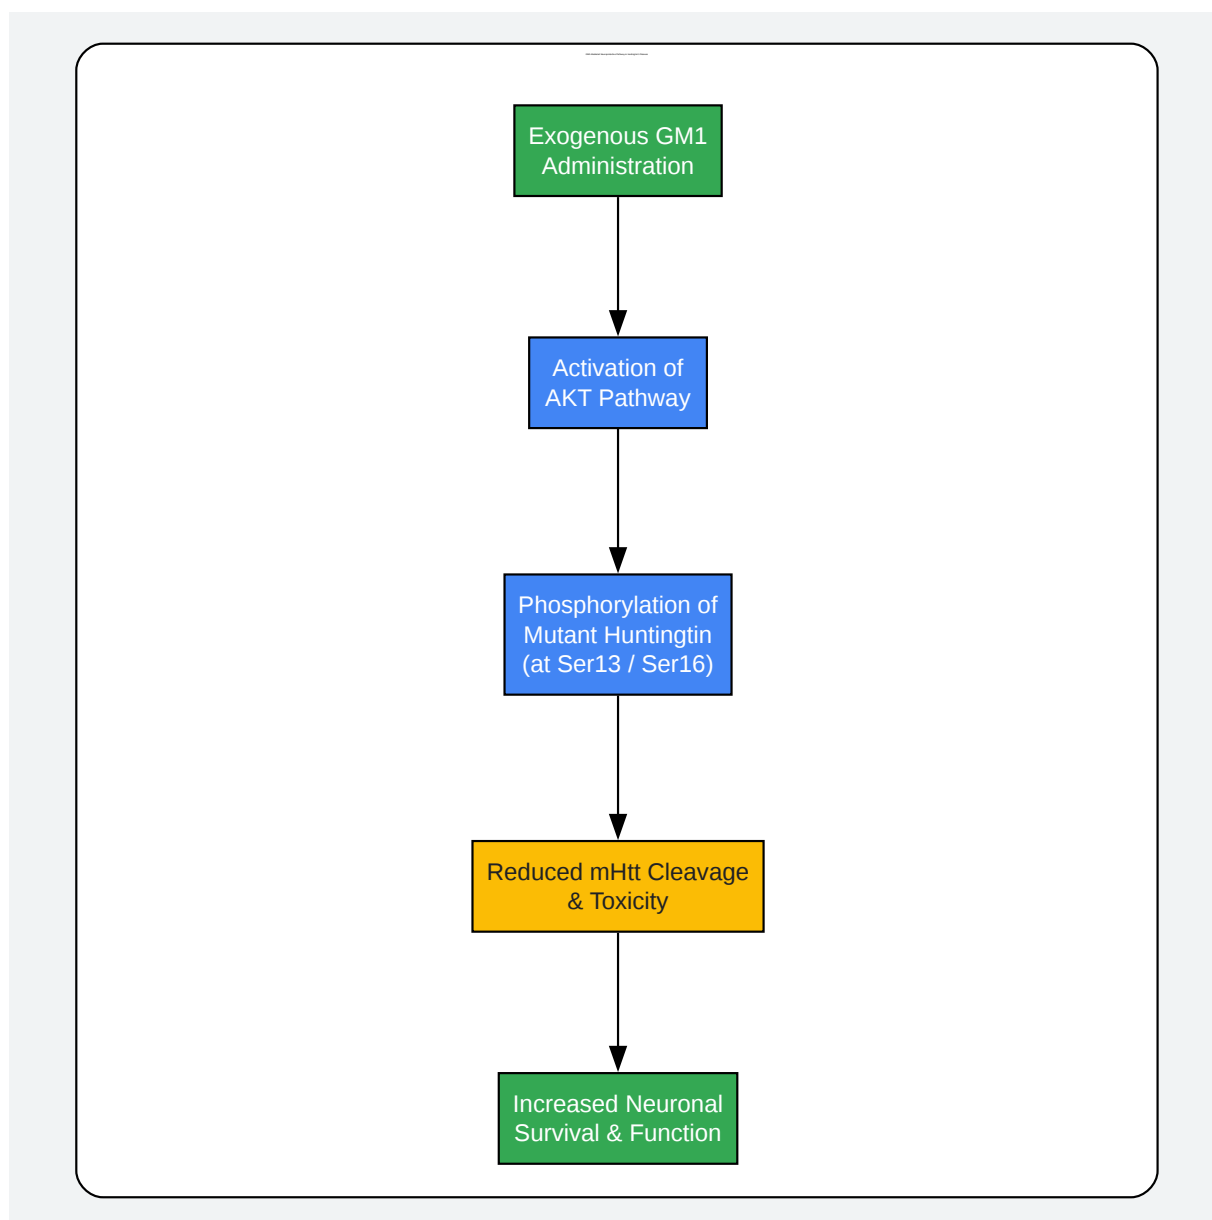 Exogenous GM1
Administration
Activation of
AKT Pathway
Phosphorylation of
Mutant Huntingtin
(at Ser13 / Ser16)
Reduced mHtt Cleavage
& Toxicity
Increased Neuronal
Survival & Function